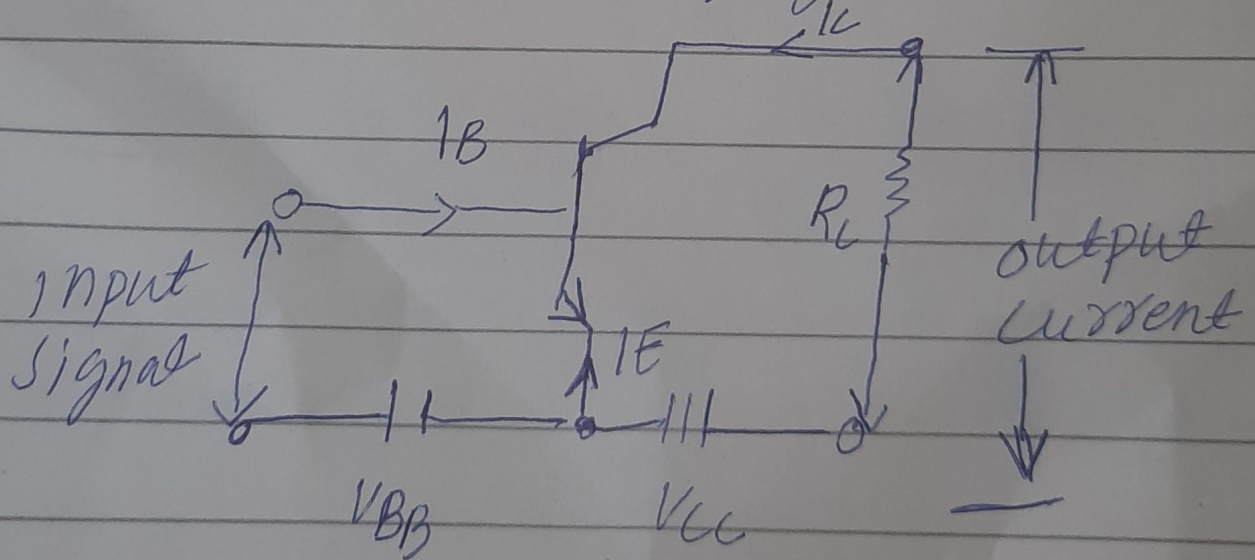 IC
IB
RL
input
signal
output
current
IE
VBB
VCC